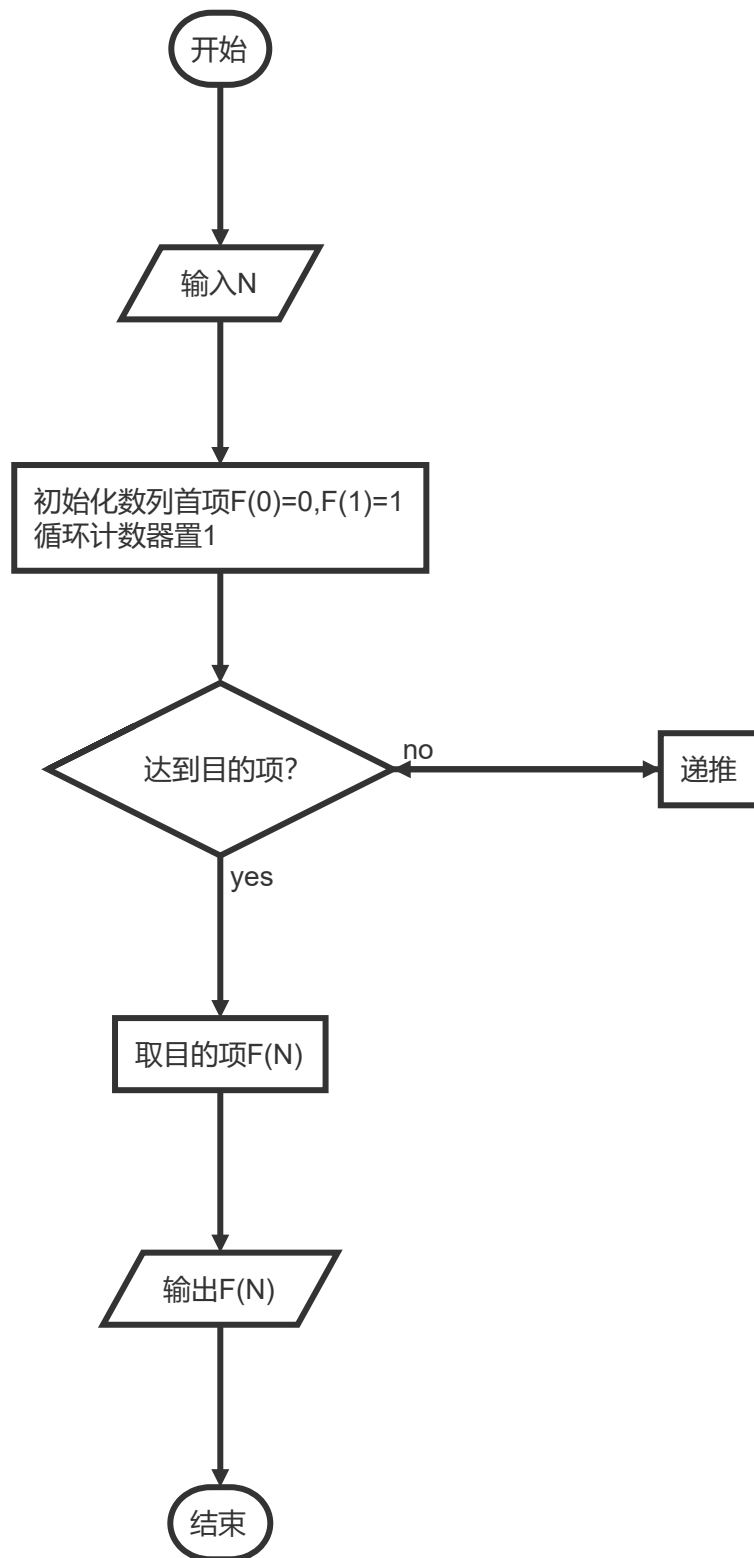 开始
输入N
初始化数列首项F(0)=0,F(1)=1
循环计数器置1
达到目的项?
no
递推
yes
取目的项F(N)
输出F(N)
结束